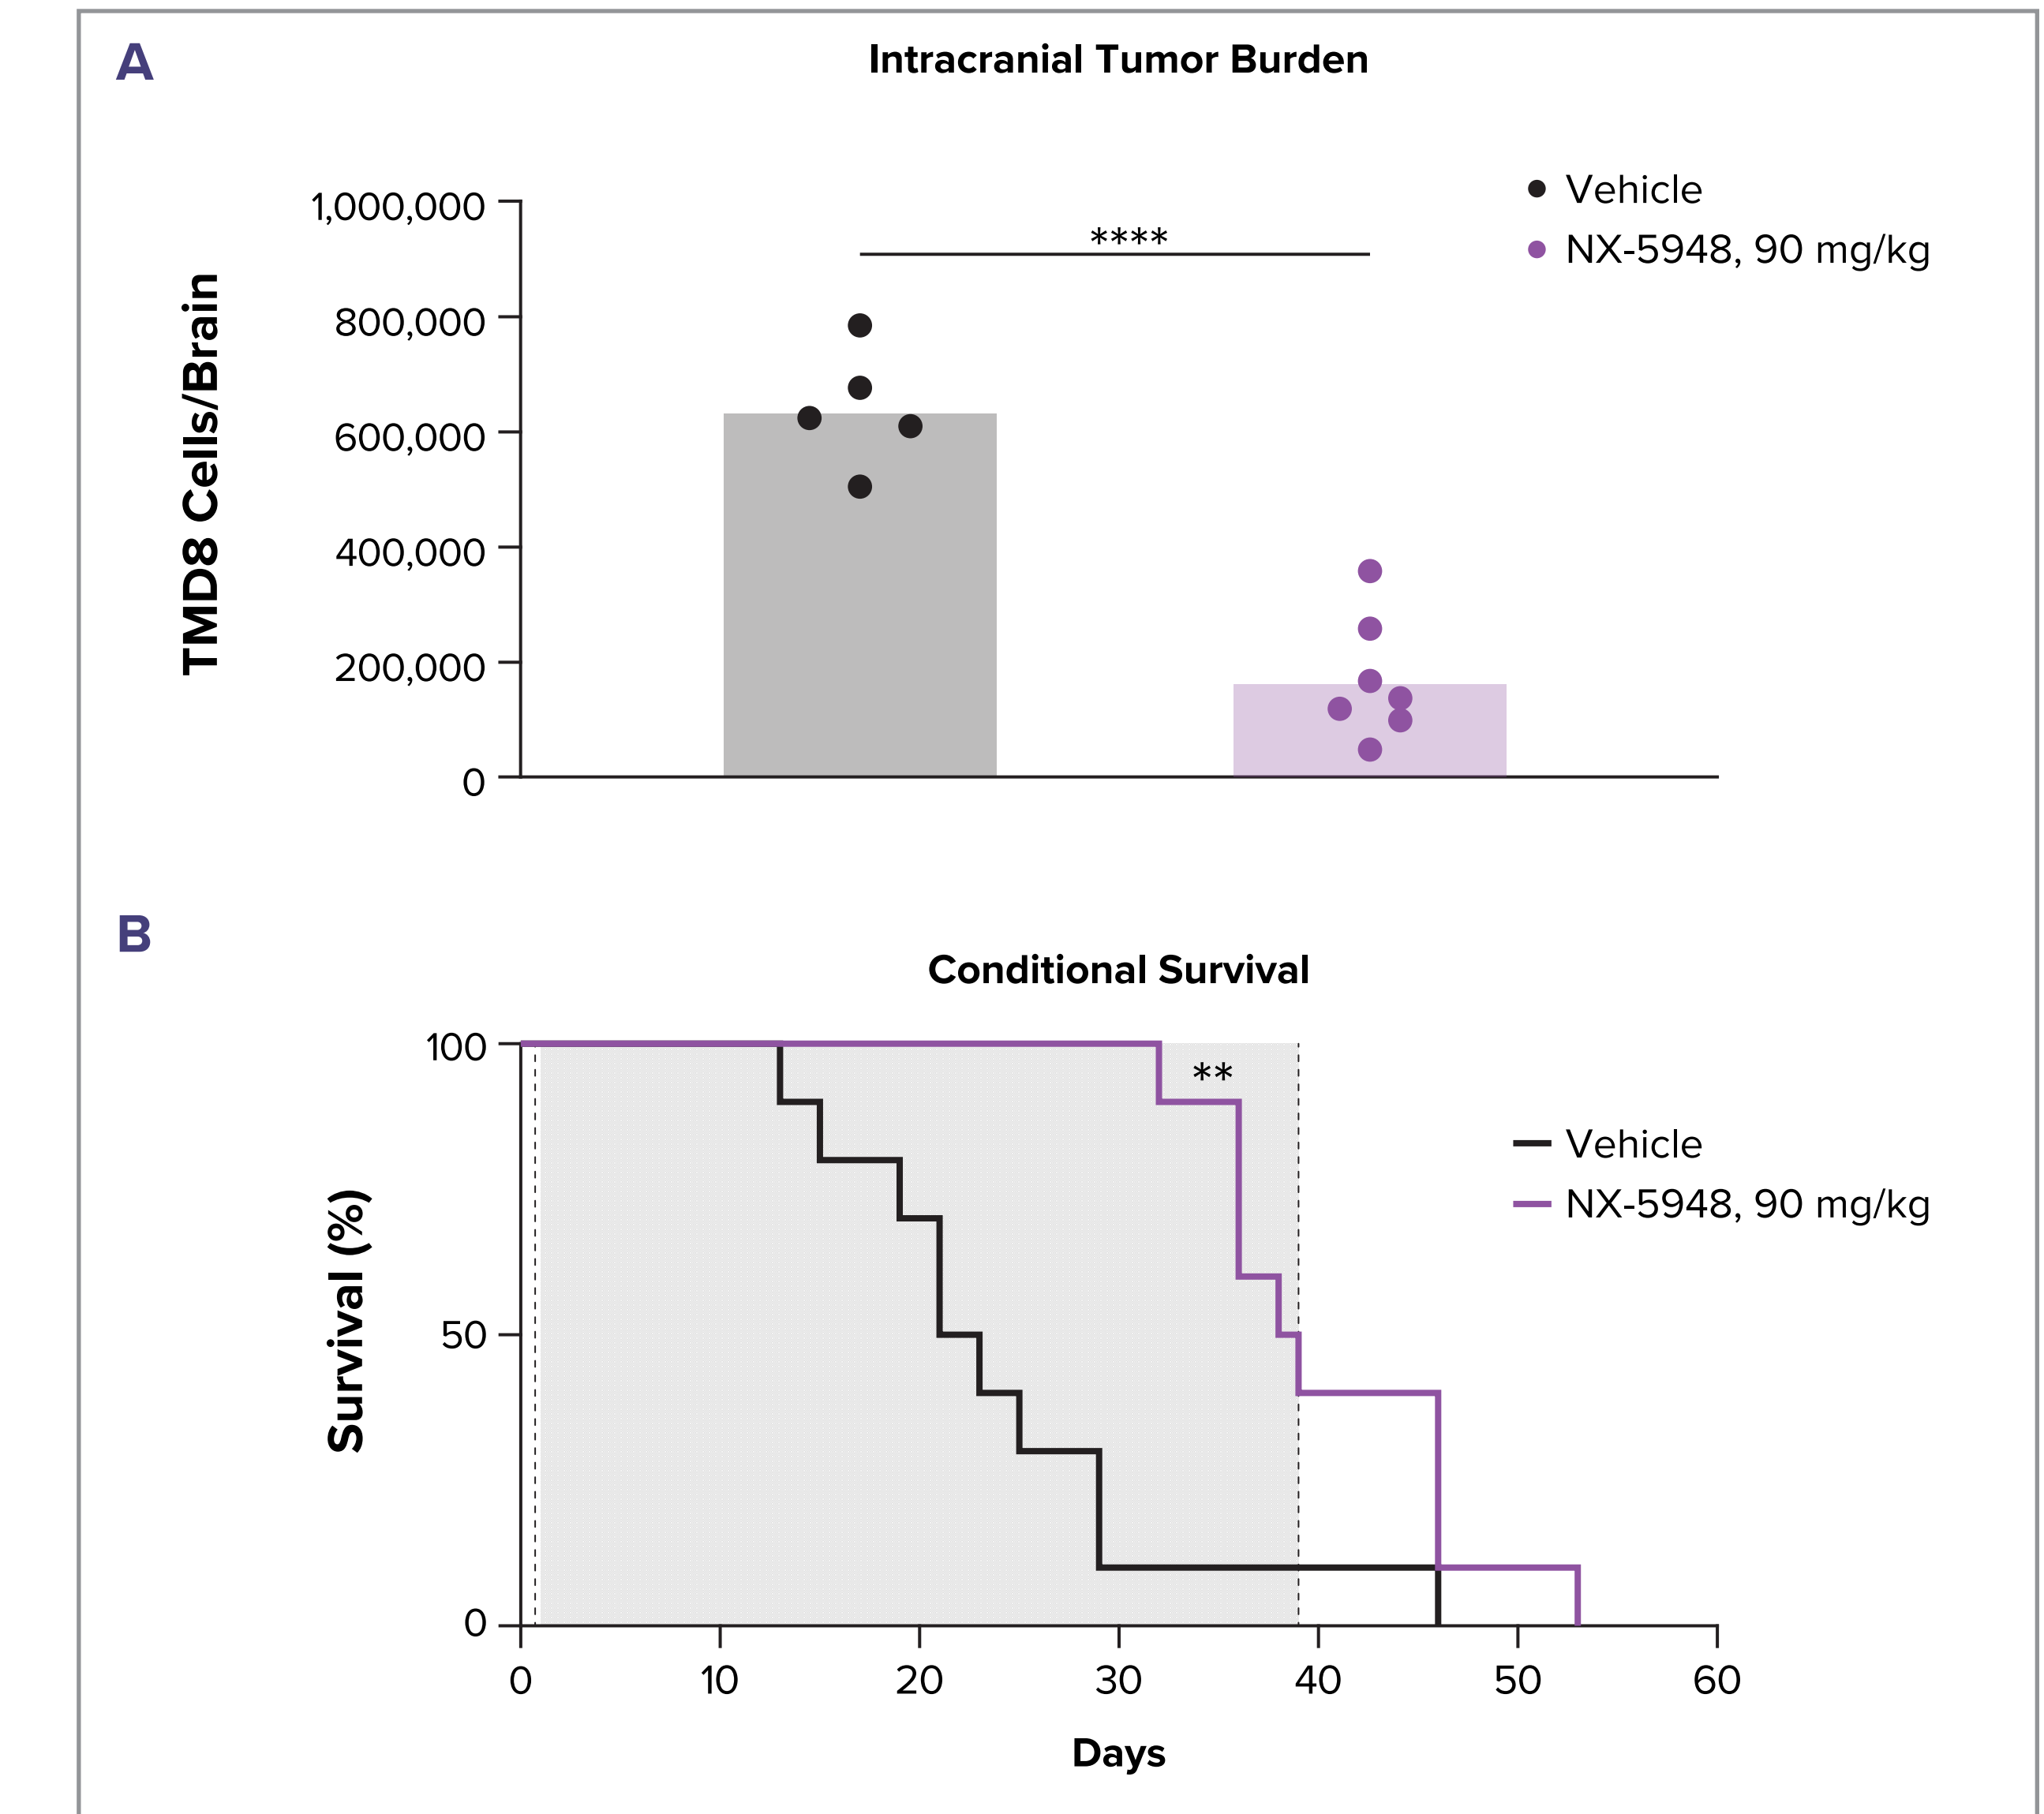 A
Intracranial Tumor Burden
Vehicle
NX-5948, 90 mg/kg
****
TMD8 Cells/Brain
1,000,000
800,000
600,000
400,000
200,000
0
B
Conditional Survival
**
Vehicle
NX-5948, 90 mg/kg
Survival (%)
100
50
0
0 10 20 30 40 50 60
Days